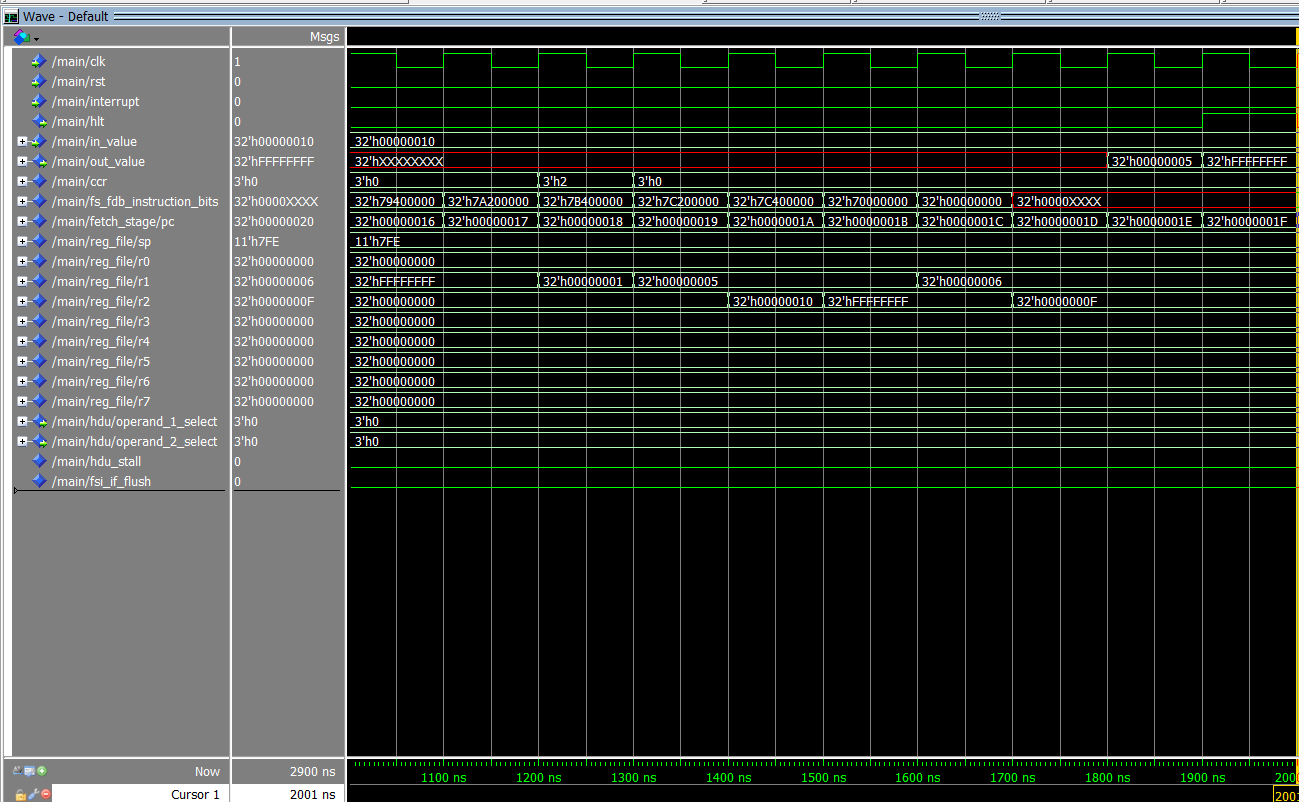 Wave - Default
Msgs
/main/clk 1
/main/rst 0
/main/interrupt 0
/main/hlt 0
/main/in_value 32'h00000010 32'h00000010
/main/out_value 32'hFFFFFFFF 32'hXXXXXXXX 32'h00000005 32'hFFFFFFFF
/main/ccr 3'h0 3'h0 3'h2 3'h0
/main/fs_fdb_instruction_bits 32'h0000XXXX 32'h79400000 32'h7A200000 32'h7B400000 32'h7C200000 32'h7C400000 32'h70000000 32'h00000000 32'h0000XXXX
/main/fetch_stage/pc 32'h00000020 32'h00000016 32'h00000017 32'h00000018 32'h00000019 32'h0000001A 32'h0000001B 32'h0000001C 32'h0000001D 32'h0000001E 32'h0000001F
/main/reg_file/sp 11'h7FE 11'h7FE
/main/reg_file/r0 32'h00000000 32'h00000000
/main/reg_file/r1 32'h00000006 32'hFFFFFFFF 32'h00000001 32'h00000005 32'h00000006
/main/reg_file/r2 32'h0000000F 32'h00000000 32'h00000010 32'hFFFFFFFF 32'h0000000F
/main/reg_file/r3 32'h00000000 32'h00000000
/main/reg_file/r4 32'h00000000 32'h00000000
/main/reg_file/r5 32'h00000000 32'h00000000
/main/reg_file/r6 32'h00000000 32'h00000000
/main/reg_file/r7 32'h00000000 32'h00000000
/main/hdu/operand_1_select 3'h0 3'h0
/main/hdu/operand_2_select 3'h0 3'h0
/main/hdu_stall 0
/main/fsi_if_flush 0
Now 2900 ns 1100 ns 1200 ns 1300 ns 1400 ns 1500 ns 1600 ns 1700 ns 1800 ns 1900 ns 200
Cursor 1 2001 ns 2001